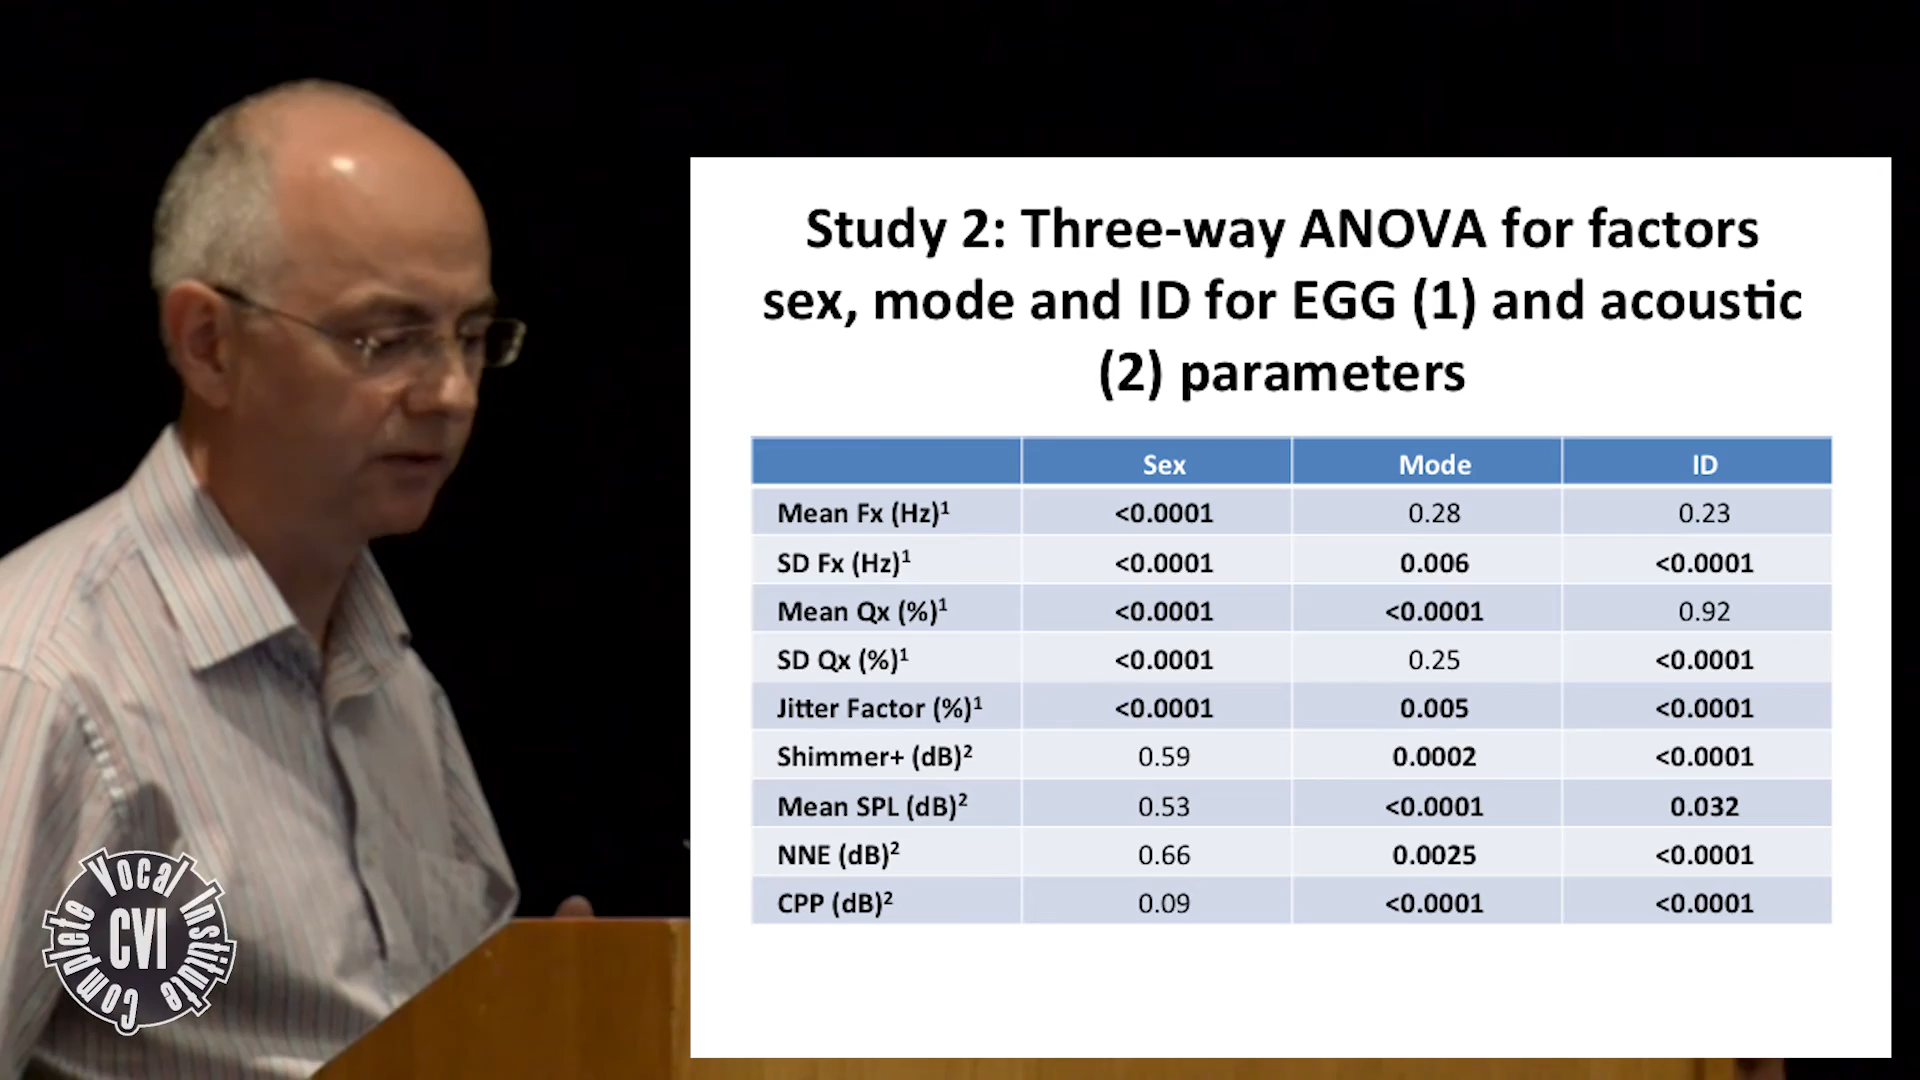 Study 2: Three-way ANOVA for factors
sex, mode and ID for EGG (1) and acoustic
(2) parameters
Sex Mode ID
Mean Fx (Hz)¹ <0.0001 0.28 0.23
SD Fx (Hz)¹ <0.0001 0.006 <0.0001
Mean Qx (%)¹ <0.0001 <0.0001 0.92
SD Qx (%)¹ <0.0001 0.25 <0.0001
Jitter Factor (%)¹ <0.0001 0.005 <0.0001
Shimmer+ (dB)² 0.59 0.0002 <0.0001
Mean SPL (dB)² 0.53 <0.0001 0.032
NNE (dB)² 0.66 0.0025 <0.0001
CPP (dB)² 0.09 <0.0001 <0.0001
Complete Vocal Institute
CVI